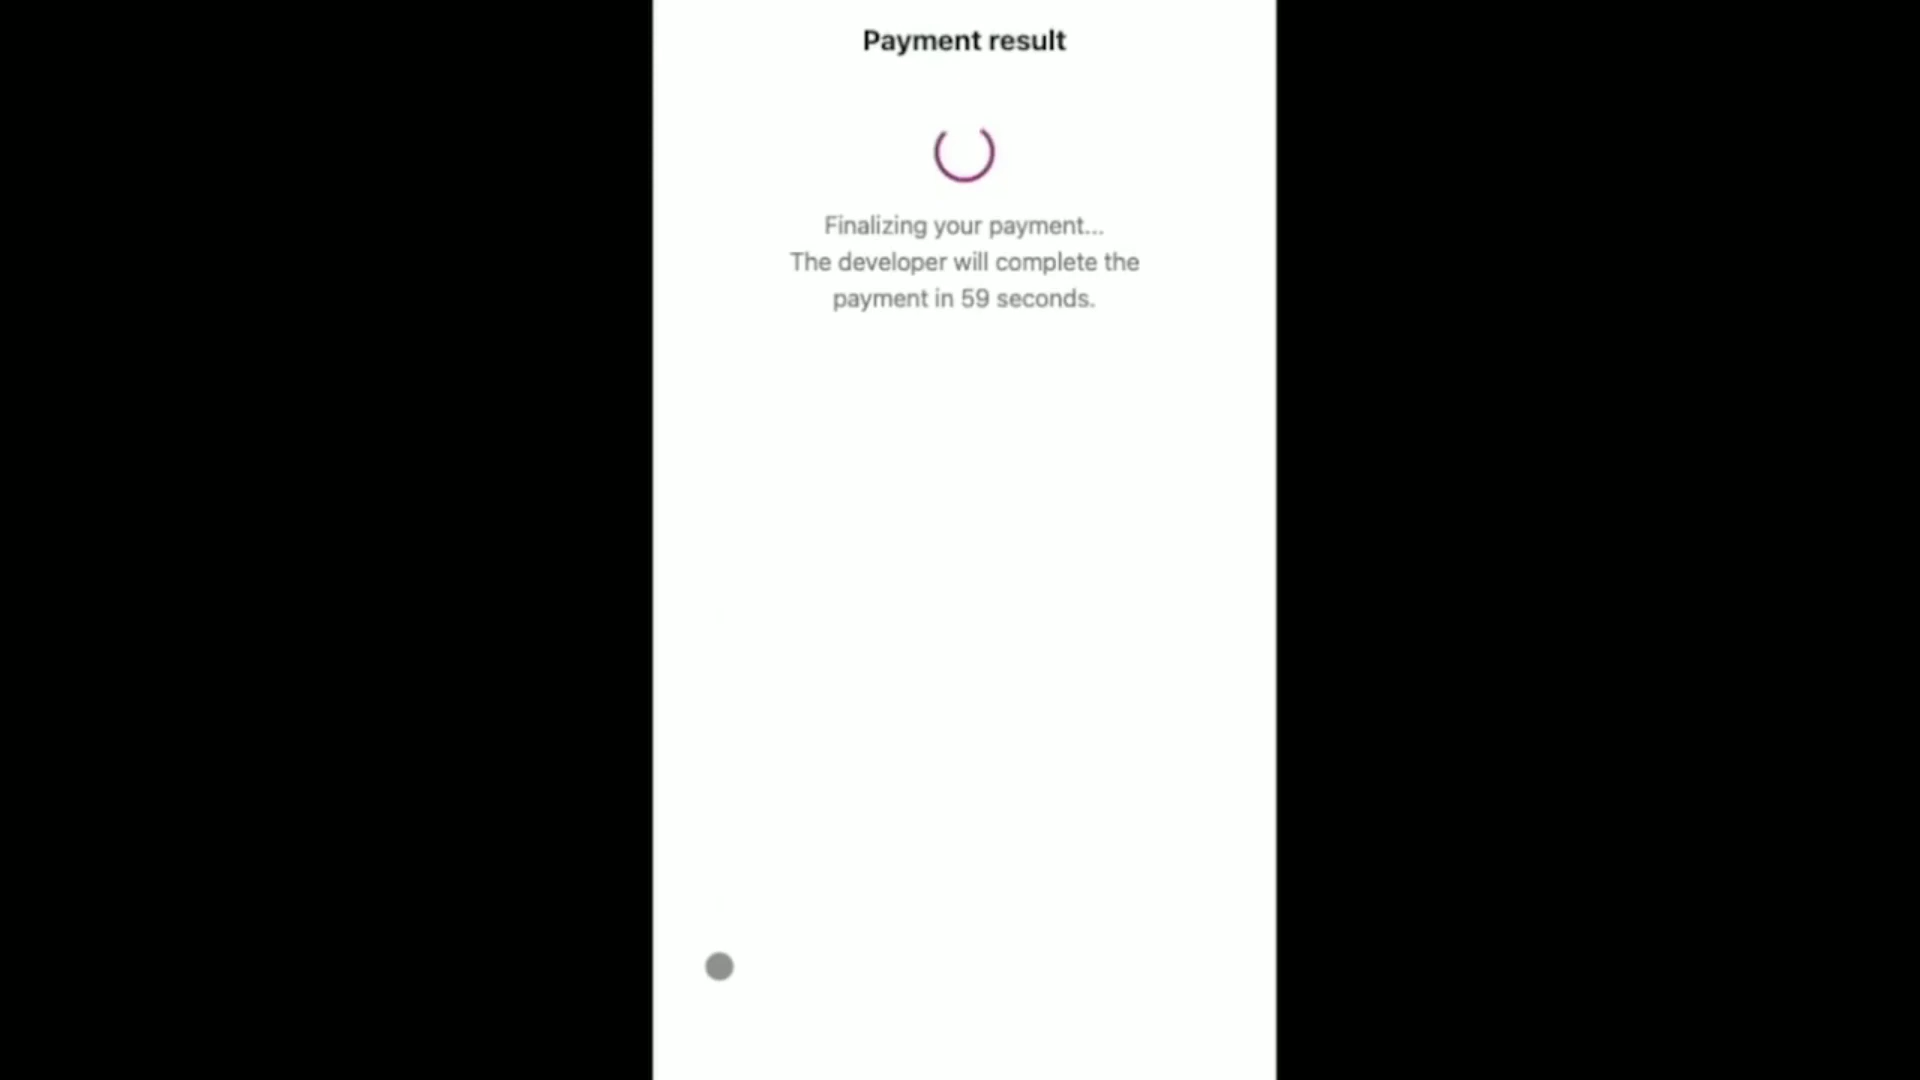 Payment result
Finalizing your payment...
The developer will complete the
payment in 59 seconds.